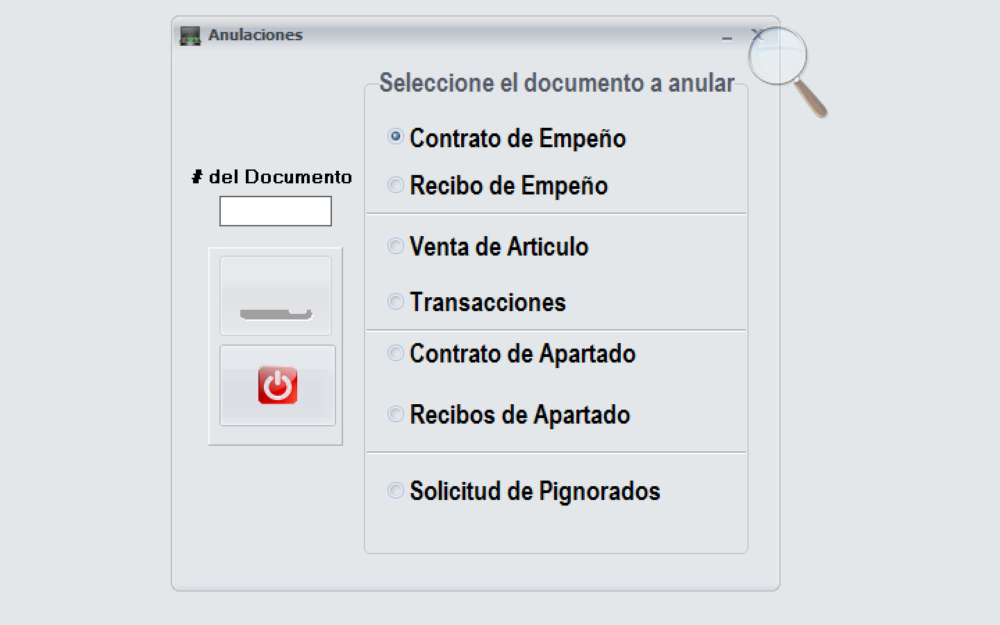 Anulaciones
Seleccione el documento a anular
Contrato de Empeño
# del Documento
Recibo de Empeño
Venta de Articulo
Transacciones
Contrato de Apartado
Recibos de Apartado
Solicitud de Pignorados